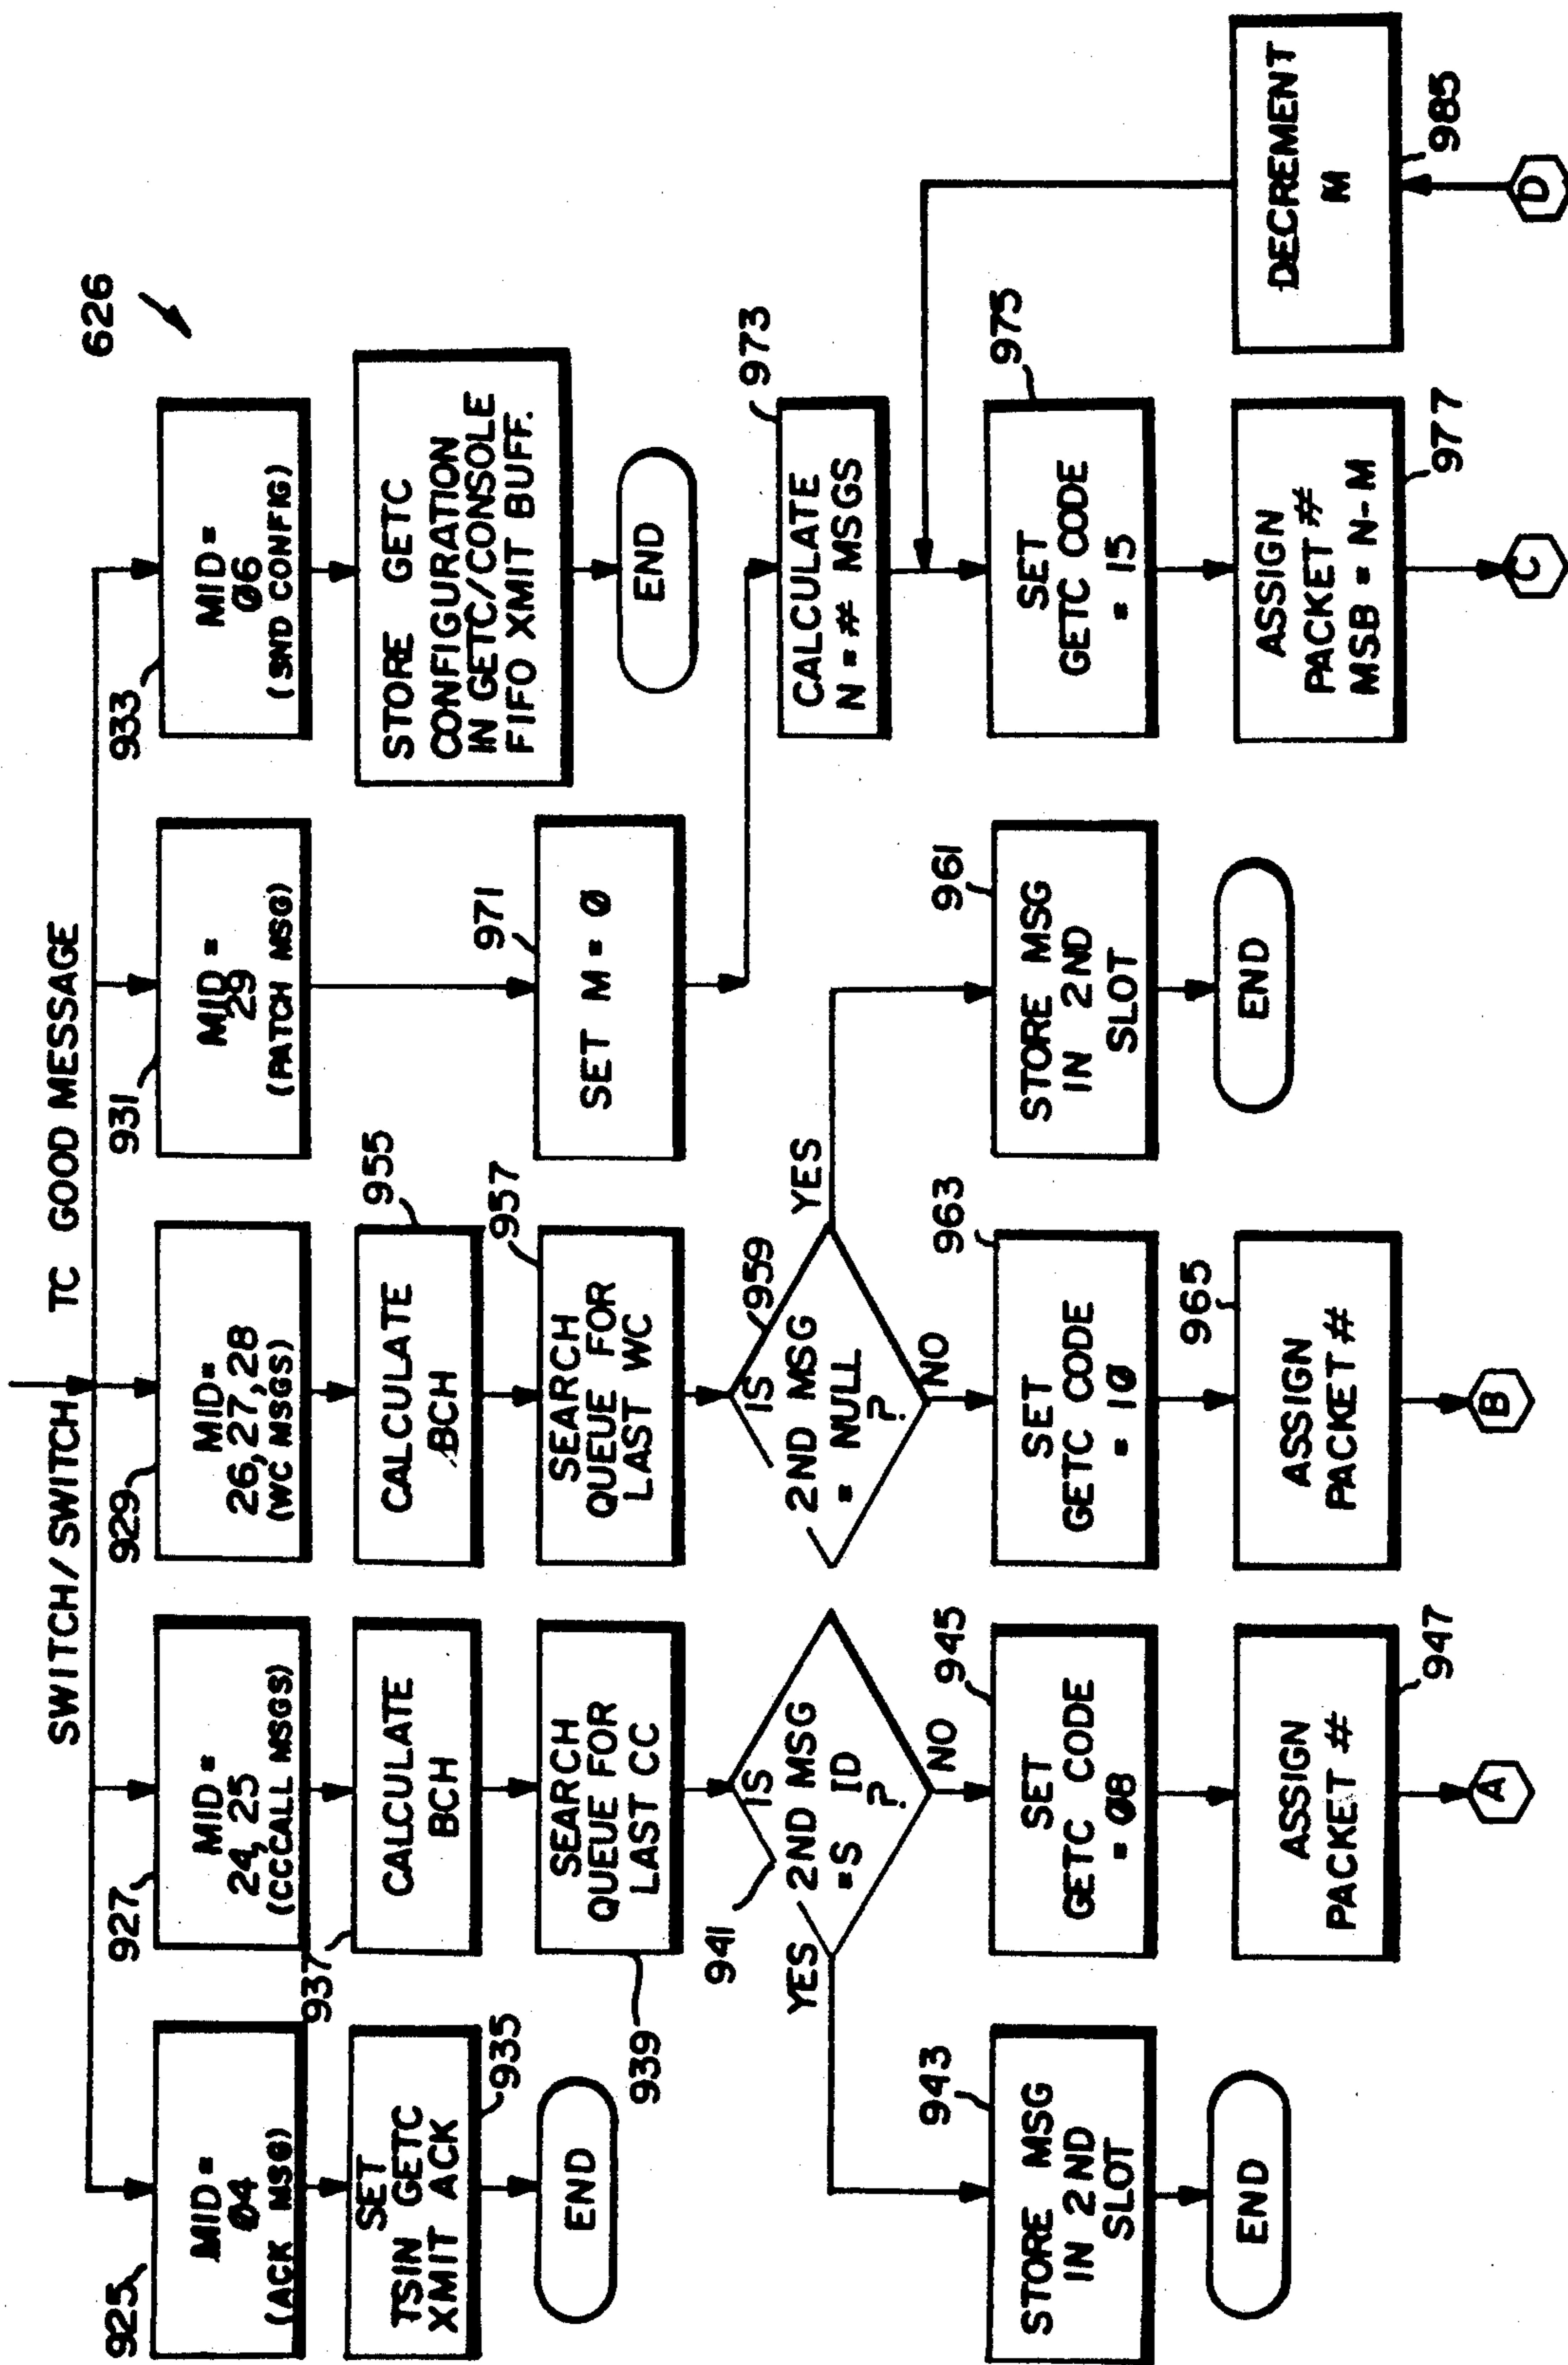 SWITCH/SWITCH TC GOOD MESSAGE
626
925
MID=
Ø4
(ACK MSG)
SET
TSIN GETC
XMIT ACK
935
END
927
MID=
24, 25
(CCCALL MSGS)
937
CALCULATE
BCH
SEARCH
QUEUE FOR
LAST CC
939
941
IS
2ND MSG
=S ID
?
YES
NO
943
STORE MSG
IN 2ND
SLOT
END
945
SET
GETC CODE
= Ø8
ASSIGN
PACKET #
947
A
929
MID=
26,27,28
(WC MSGS)
955
CALCULATE
BCH
957
SEARCH
QUEUE FOR
LAST WC
959
IS
2ND MSG
= NULL
?
YES
NO
961
STORE MSG
IN 2ND
SLOT
END
963
SET
GETC CODE
= 1Ø
965
ASSIGN
PACKET #
B
931
MID =
29
(PATCH MSG)
971
SET M = Ø
933
MID=
Ø6
(SND CONFIG)
STORE GETC
CONFIGURATION
IN GETC/CONSOLE
FIFO XMIT BUFF.
END
973
CALCULATE
N = # MSGS
975
SET
GETC CODE
= 15
ASSIGN
PACKET #
MSB = N-M
977
C
DECREMENT
M
985
D